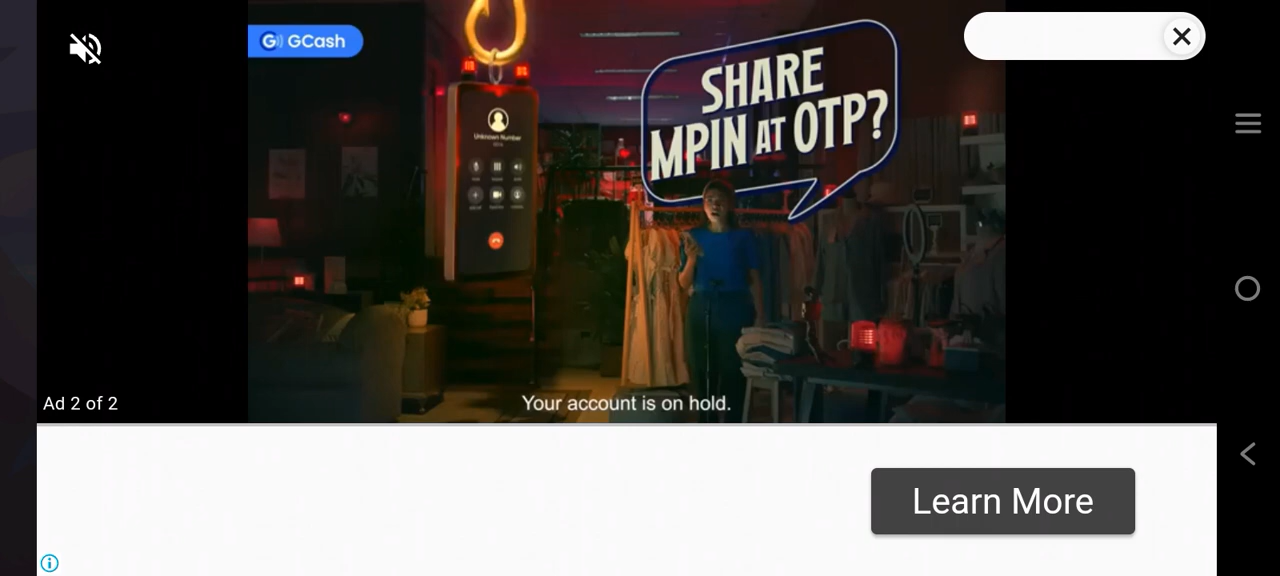 GCash
SHARE
MPIN AT OTP?
Unknown Number
Your account is on hold.
Ad 2 of 2
Learn More